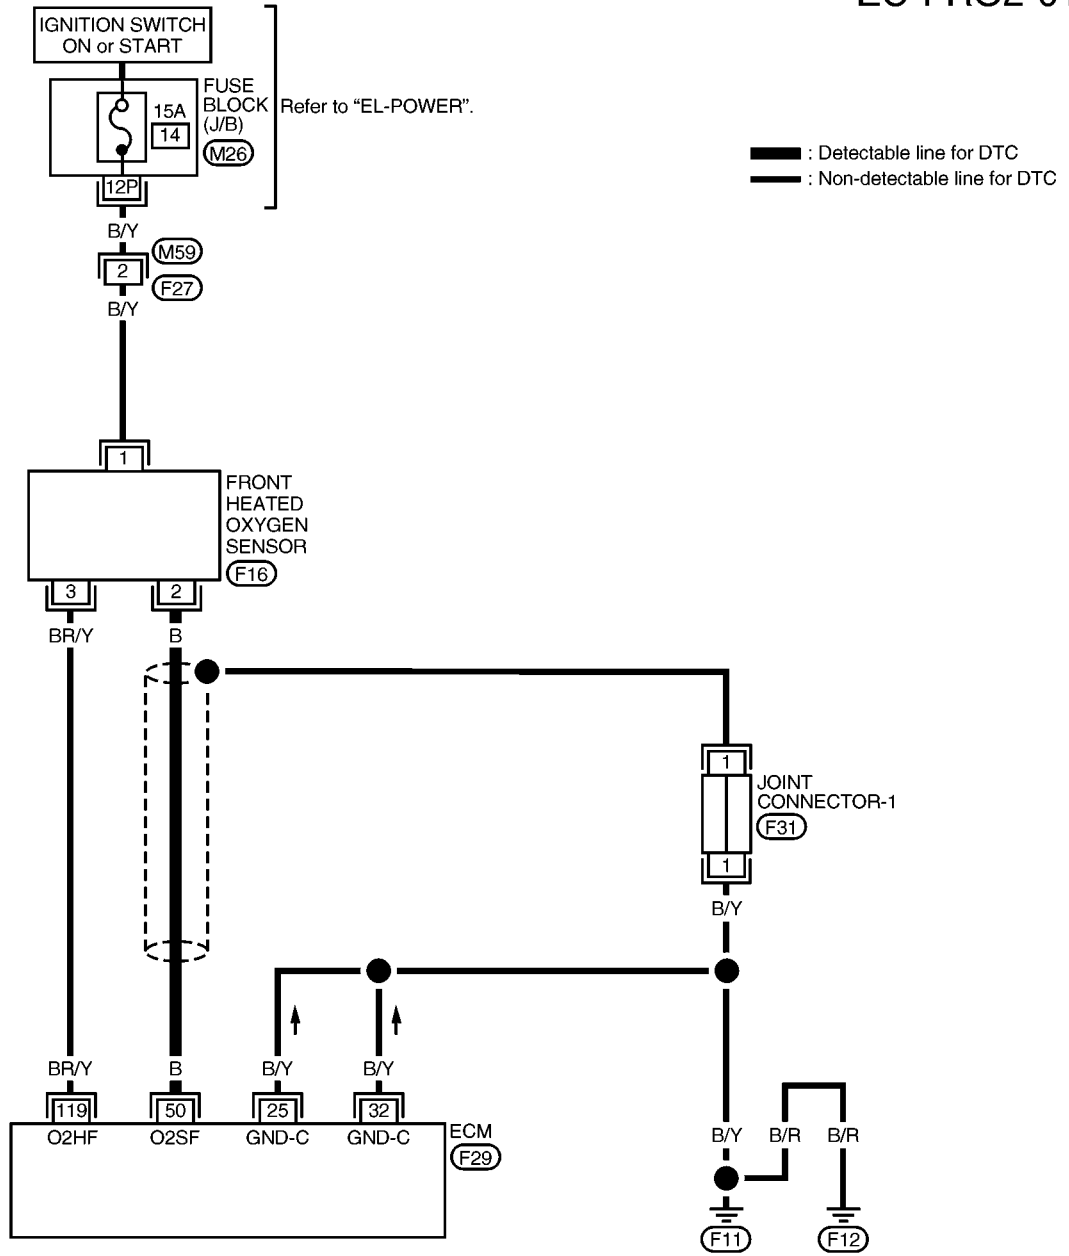 IGNITION SWITCH
ON or START
FUSE
BLOCK
(J/B)
M26
15A
14
Refer to “EL-POWER”.
12P
: Detectable line for DTC
: Non-detectable line for DTC
B/Y
M59
2
F27
B/Y
1
FRONT
HEATED
OXYGEN
SENSOR
F16
3
2
BR/Y
B
1
JOINT
CONNECTOR-1
F31
1
B/Y
BR/Y
B
B/Y
B/Y
119
50
25
32
O2HF
O2SF
GND-C
GND-C
ECM
F29
B/Y
B/R
B/R
F11
F12